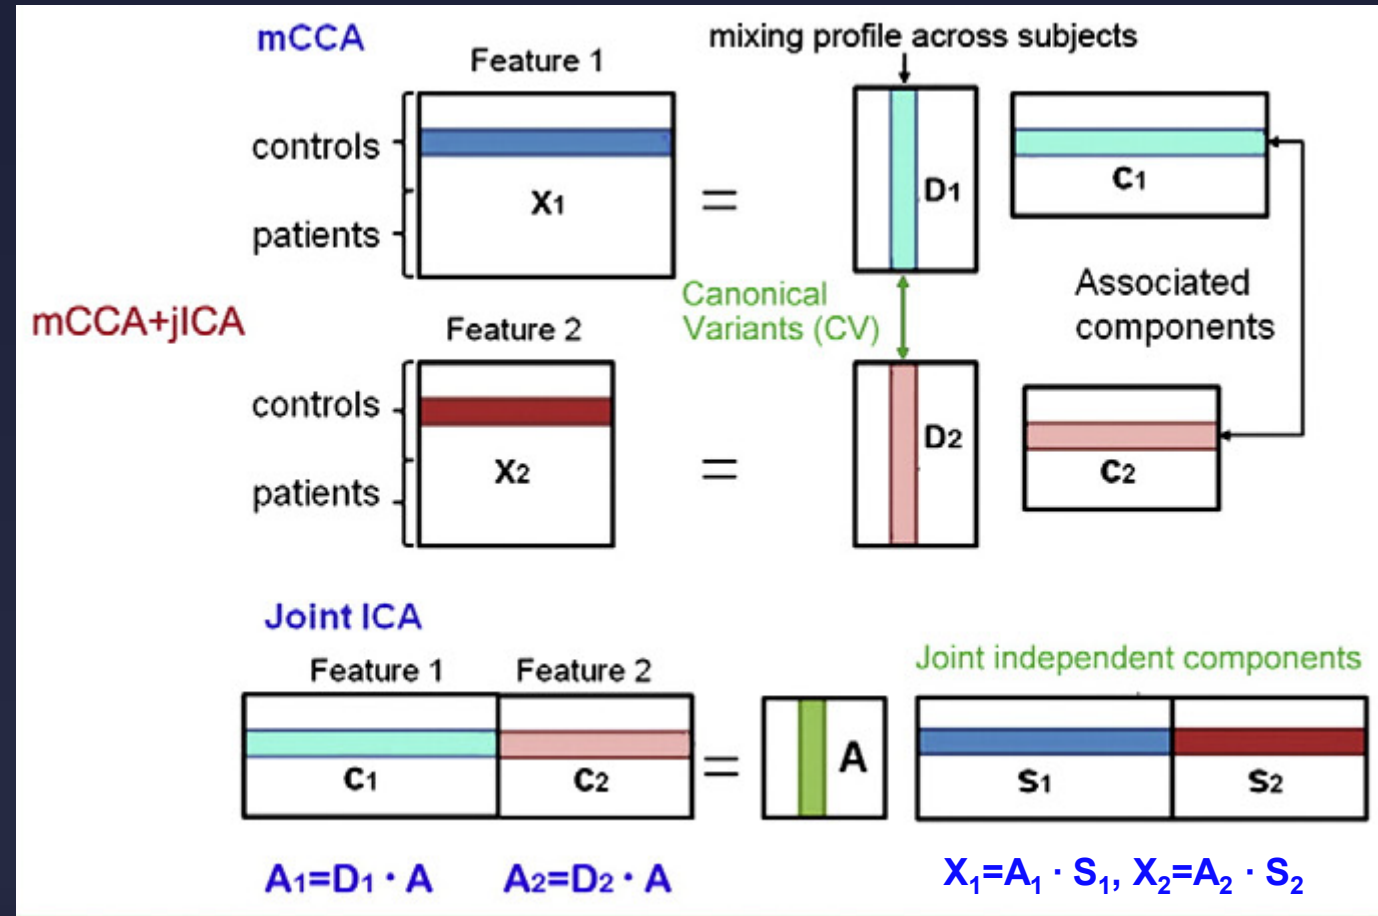 mCCA
mixing profile across subjects
Feature 1
controls
patients
X1
=
D1
C1
Canonical
Variants (CV)
Associated
components
mCCA+jICA
Feature 2
controls
patients
X2
=
D2
C2
Joint ICA
Feature 1 Feature 2
Joint independent components
C1 C2 = A S1 S2
A1=D1 · A A2=D2 · A
X1=A1 · S1, X2=A2 · S2